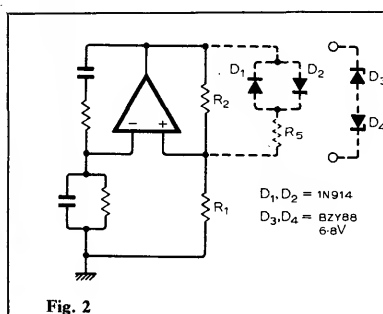 D₁
D₂
R₂
R₅
R₁
D₃
D₄
−
+
D₁, D₂ = 1N914
D₃, D₄ = BZY88
6·8V
Fig. 2